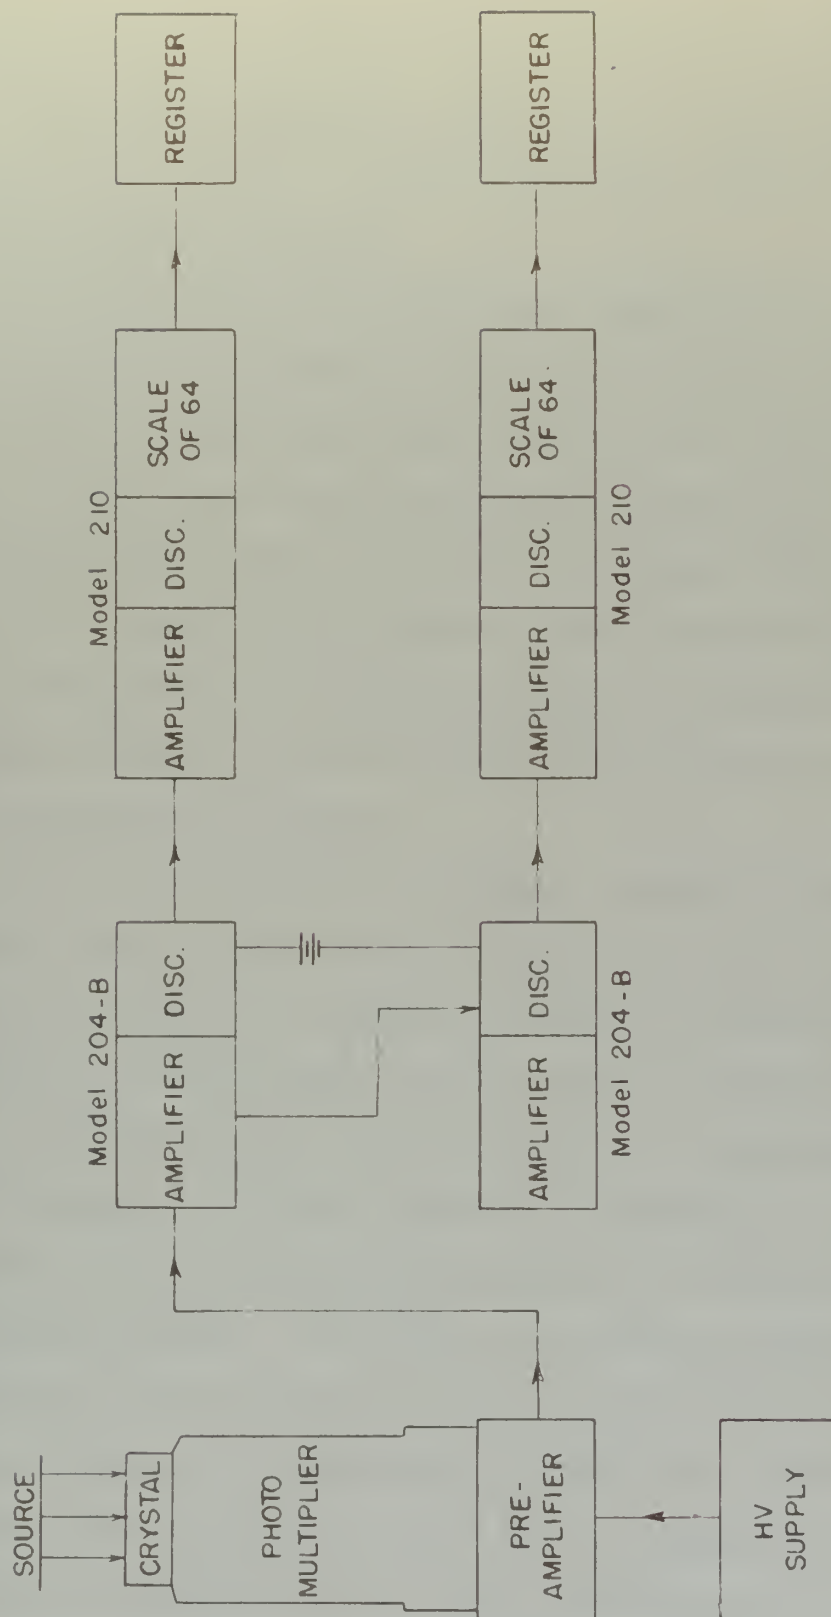 SOURCE
CRYSTAL
PHOTO
MULTIPLIER
PRE-
AMPLIFIER
HV
SUPPLY
Model 204-B
AMPLIFIER
DISC.
Model 210
AMPLIFIER
DISC.
SCALE
OF 64
REGISTER
AMPLIFIER
DISC.
Model 204-B
AMPLIFIER
DISC.
SCALE
OF 64.
Model 210
REGISTER